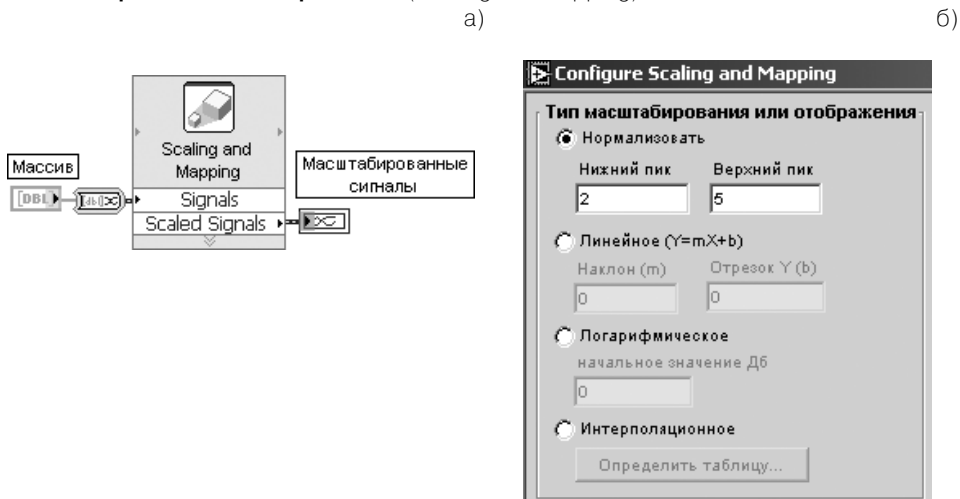 а)
б)
Массив
[DBL]
Scaling and
Mapping
Signals
Scaled Signals
Масштабированные
сигналы
Configure Scaling and Mapping
Тип масштабирования или отображения
Нормализовать
Нижний пик Верхний пик
2 5
Линейное (Y=mX+b)
Наклон (m) Отрезок Y (b)
0 0
Логарифмическое
начальное значение Дб
0
Интерполяционное
Определить таблицу...